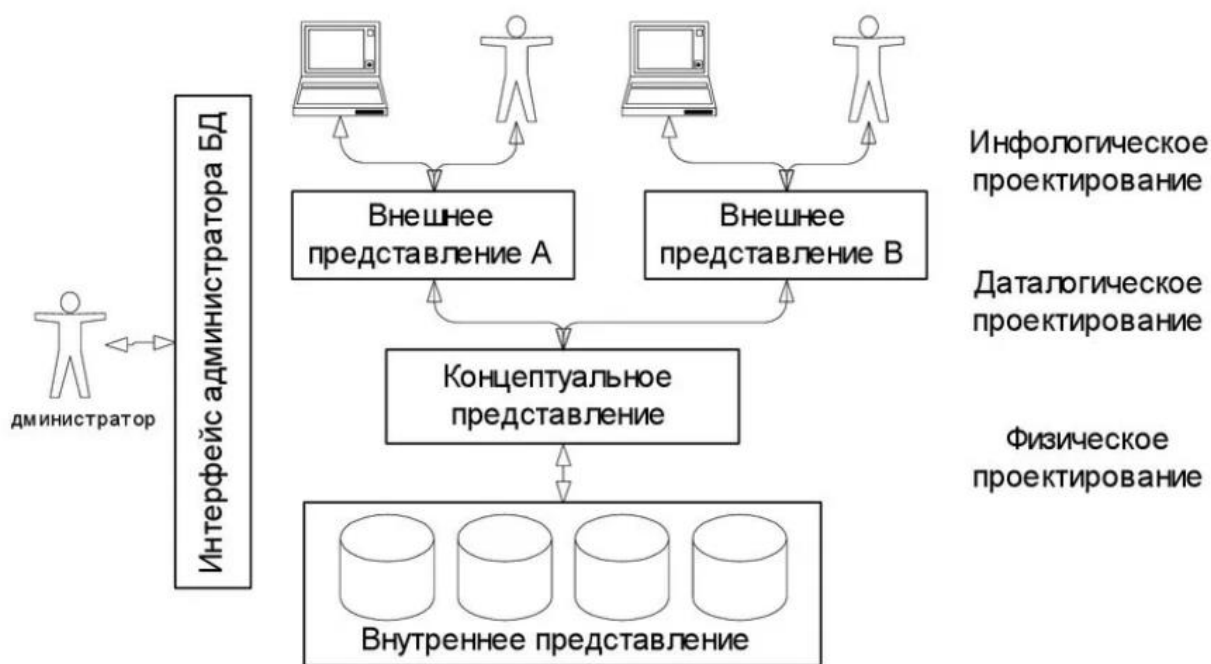 Интерфейс администратора БД
дминистратор
Внешнее
представление А
Внешнее
представление В
Концептуальное
представление
Внутреннее представление
Инфологическое
проектирование
Даталогическое
проектирование
Физическое
проектирование